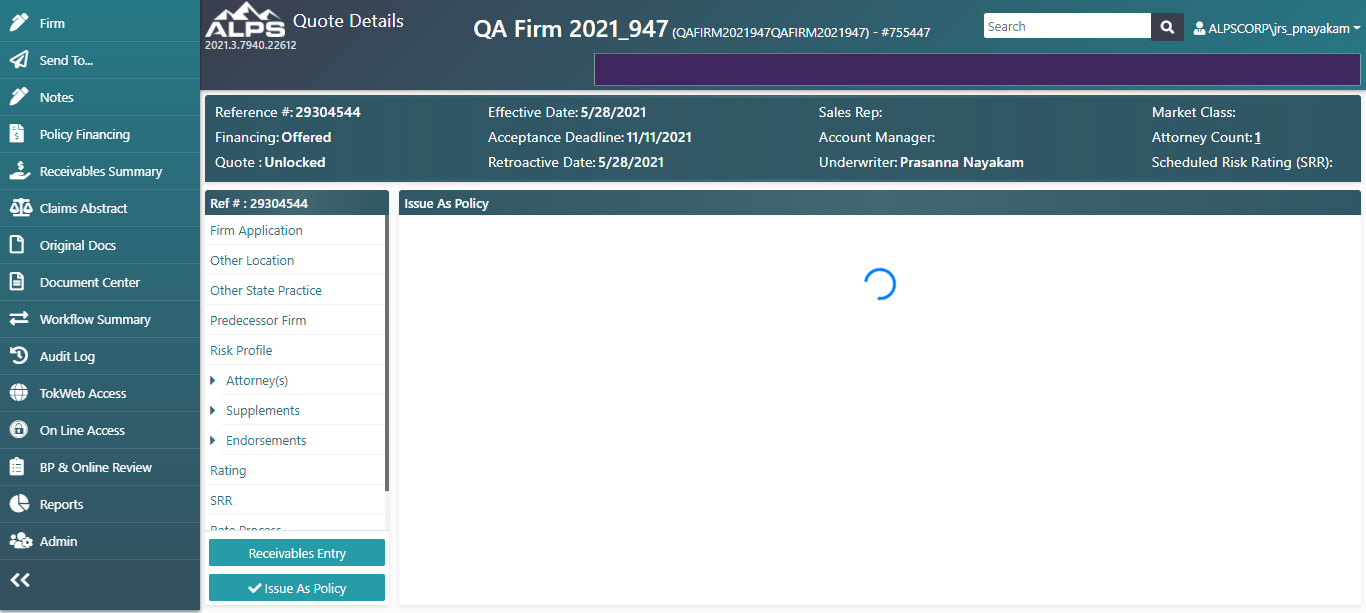 Firm
Send To...
Notes
Policy Financing
Receivables Summary
Claims Abstract
Original Docs
Document Center
Workflow Summary
Audit Log
TokWeb Access
On Line Access
BP & Online Review
Reports
Admin
ALPS
2021.3.7940.22612
Quote Details
QA Firm 2021_947 (QAFIRM2021947QAFIRM2021947) - #755447
Search
ALPSCORP\jrs_pnayakam
Reference #: 29304544
Financing: Offered
Quote : Unlocked
Effective Date: 5/28/2021
Acceptance Deadline: 11/11/2021
Retroactive Date: 5/28/2021
Sales Rep:
Account Manager:
Underwriter: Prasanna Nayakam
Market Class:
Attorney Count: 1
Scheduled Risk Rating (SRR):
Ref # : 29304544
Firm Application
Other Location
Other State Practice
Predecessor Firm
Risk Profile
Attorney(s)
Supplements
Endorsements
Rating
SRR
Rate Process
Receivables Entry
Issue As Policy
Issue As Policy